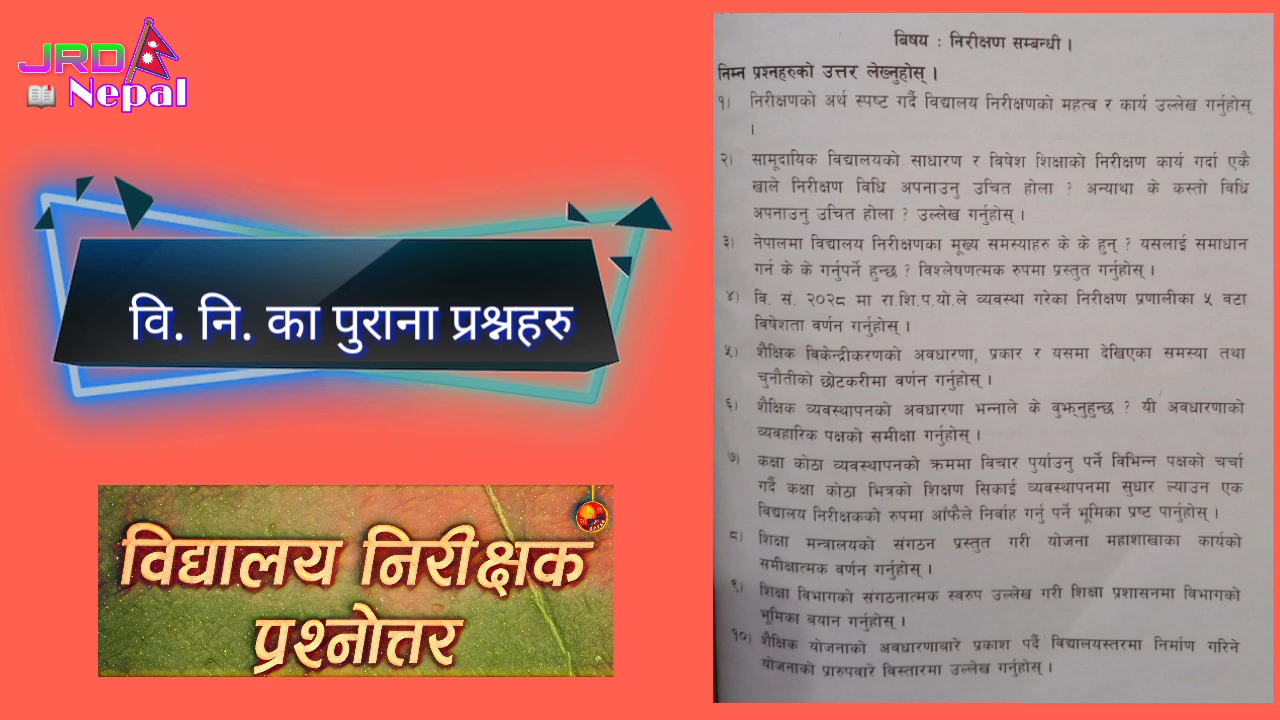 JRD
Nepal
वि. नि. का पुराना प्रश्नहरु
विद्यालय निरीक्षक
प्रश्नोत्तर
विषय : निरीक्षण सम्बन्धी ।
निम्न प्रश्नहरुको उत्तर लेख्नुहोस् ।
१) निरीक्षणको अर्थ स्पष्ट गर्दै विद्यालय निरीक्षणको महत्व र कार्य उल्लेख गर्नुहोस्
।
२) सामूदायिक विद्यालयको साधारण र विषेश शिक्षाको निरीक्षण कार्य गर्दा एकै
खाले निरीक्षण विधि अपनाउनु उचित होला ? अन्याथा के कस्तो विधि
अपनाउनु उचित होला ? उल्लेख गर्नुहोस् ।
३) नेपालमा विद्यालय निरीक्षणका मूख्य समस्याहरु के के हुन् ? यसलाई समाधान
गर्न के के गर्नुपर्ने हुन्छ ? विश्लेषणत्मक रुपमा प्रस्तुत गर्नुहोस् ।
४) वि. सं. २०२८ मा रा.शि.प.यो.ले व्यवस्था गरेका निरीक्षण प्रणालीका ५ वटा
विषेशता वर्णन गर्नुहोस् ।
५) शैक्षिक विकेन्द्रीकरणको अवधारणा, प्रकार र यसमा देखिएका समस्या तथा
चुनौतीको छोटकरीमा वर्णन गर्नुहोस् ।
६) शैक्षिक व्यवस्थापनको अवधारणा भन्नाले के वुझ्नुहुन्छ ? यी अवधारणाको
व्यवहारिक पक्षको समीक्षा गर्नुहोस् ।
७) कक्षा कोठा व्यवस्थापनको क्रममा विचार पुर्याउनु पर्ने विभिन्न पक्षको चर्चा
गर्दै कक्षा कोठा भित्रको शिक्षण सिकाई व्यवस्थापनमा सुधार ल्याउन एक
विद्यालय निरीक्षकको रुपमा आँफैले निर्वाह गर्नु पर्ने भूमिका प्रष्ट पार्नुहोस् ।
८) शिक्षा मन्त्रालयको संगठन प्रस्तुत गरी योजना महाशाखाका कार्यको
समीक्षात्मक वर्णन गर्नुहोस् ।
९) शिक्षा विभागको संगठनात्मक स्वरुप उल्लेख गरी शिक्षा प्रशासनमा विभागको
भूमिका बयान गर्नुहोस् ।
१०) शैक्षिक योजनाको अवधारणाबारे प्रकाश पर्दै विद्यालयस्तरमा निर्माण गरिने
योजनाको प्रारुपबारे विस्तारमा उल्लेख गर्नुहोस् ।